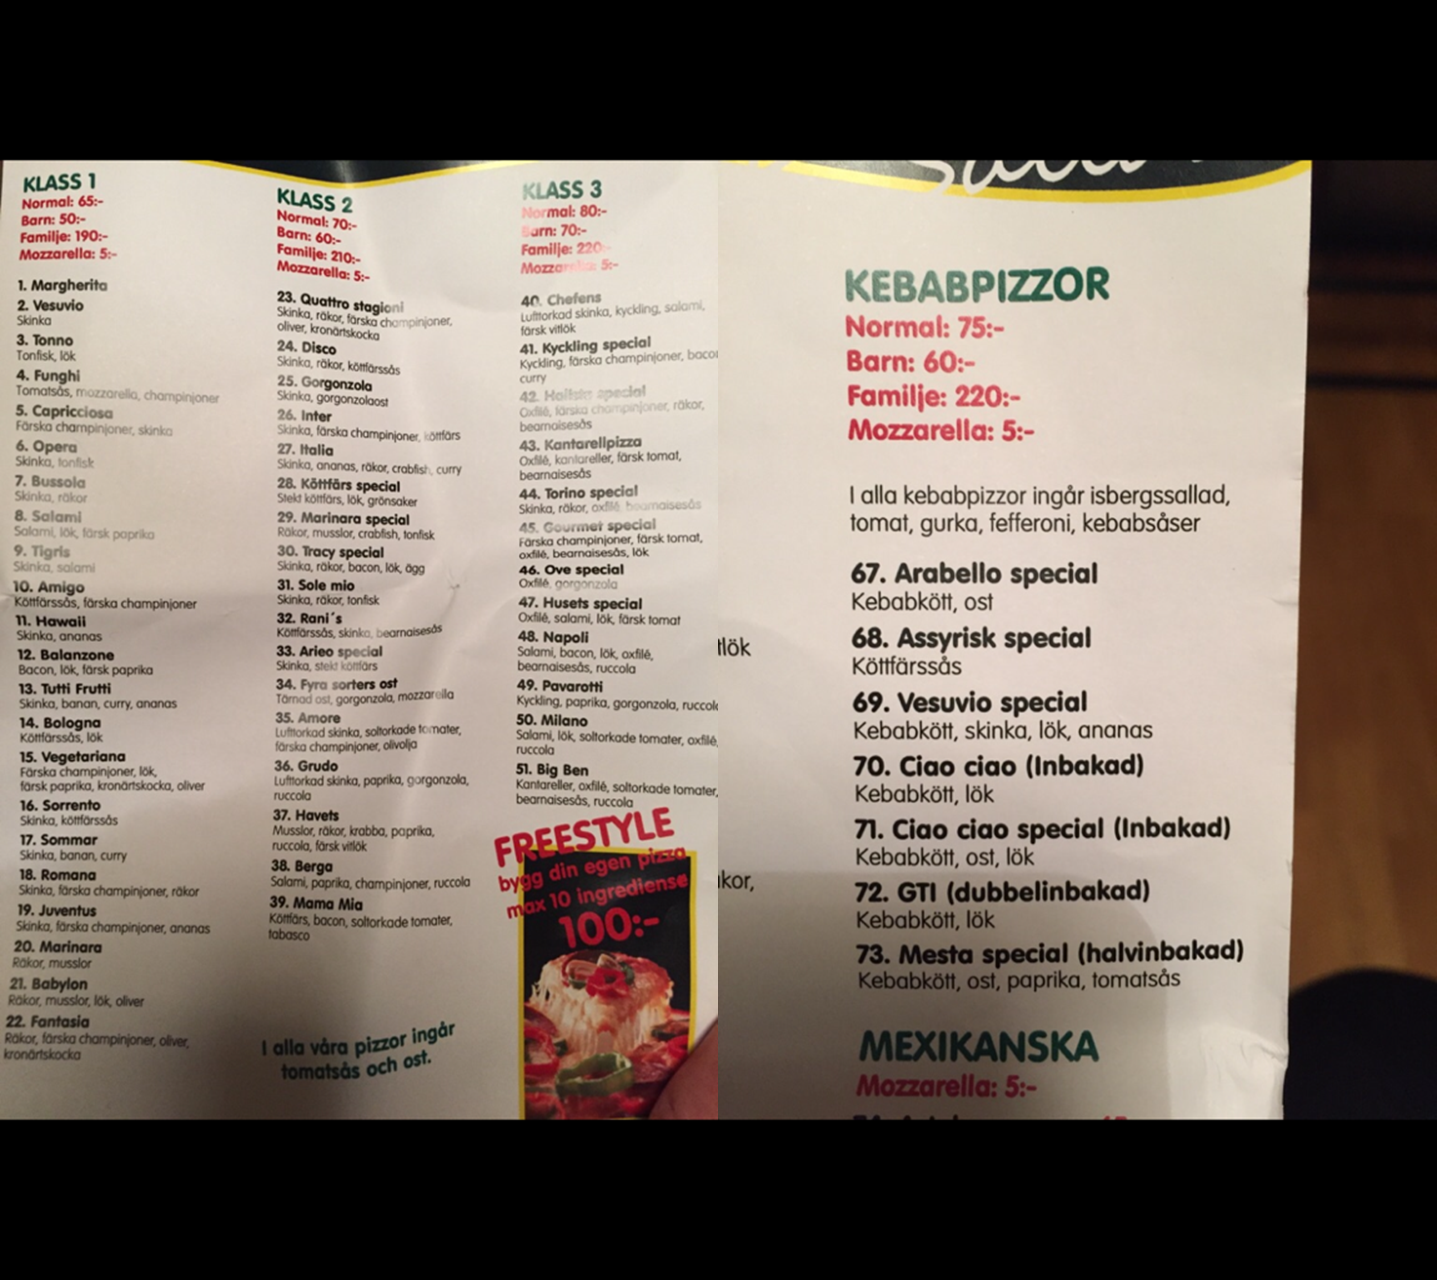 KLASS 1
Normal: 65:-
Barn: 50:-
Familje: 190:-
Mozzarella: 5:-
1. Margherita
2. Vesuvio
Skinka
3. Tonno
Tonfisk, lök
4. Funghi
Tomatsås, mozzarella, champinjoner
5. Capricciosa
Färska champinjoner, skinka
6. Opera
Skinka, tonfisk
7. Bussola
Skinka, räkor
8. Salami
Salami, lök, färsk paprika
9. Tigris
Skinka, salami
10. Amigo
Köttfärssås, färska champinjoner
11. Hawaii
Skinka, ananas
12. Balanzone
Bacon, lök, färsk paprika
13. Tutti Frutti
Skinka, banan, curry, ananas
14. Bologna
Köttfärssås, lök
15. Vegetariana
Färska champinjoner, lök,
färsk paprika, kronärtskocka, oliver
16. Sorrento
Skinka, köttfärssås
17. Sommar
Skinka, banan, curry
18. Romana
Skinka, färska champinjoner, räkor
19. Juventus
Skinka, färska champinjoner, ananas
20. Marinara
Räkor, musslor
21. Babylon
Räkor, musslor, lök, oliver
22. Fantasia
Räkor, färska champinjoner, oliver,
kronärtskocka
KLASS 2
Normal: 70:-
Barn: 60:-
Familje: 210:-
Mozzarella: 5:-
23. Quattro stagioni
Skinka, räkor, färska champinjoner,
oliver, kronärtskocka
24. Disco
Skinka, räkor, köttfärssås
25. Gorgonzola
Skinka, gorgonzolaost
26. Inter
Skinka, färska champinjoner, köttfärs
27. Italia
Skinka, ananas, räkor, crabfish, curry
28. Köttfärs special
Stekt köttfärs, lök, grönsaker
29. Marinara special
Räkor, musslor, crabfish, tonfisk
30. Tracy special
Skinka, räkor, bacon, lök, ägg
31. Sole mio
Skinka, räkor, tonfisk
32. Rani´s
Köttfärssås, skinka, bearnaisesås
33. Arieo special
Skinka, stekt köttfärs
34. Fyra sorters ost
Tärnad ost, gorgonzola, mozzarella
35. Amore
Lufttorkad skinka, soltorkade tomater,
färska champinjoner, olivolja
36. Grudo
Lufttorkad skinka, paprika, gorgonzola,
ruccola
37. Havets
Musslor, räkor, krabba, paprika,
ruccola, färsk vitlök
38. Berga
Salami, paprika, champinjoner, ruccola
39. Mama Mia
Köttfärs, bacon, soltorkade tomater,
tabasco
I alla våra pizzor ingår
tomatsås och ost.
KLASS 3
Normal: 80:-
Barn: 70:-
Familje: 220:-
Mozzarella: 5:-
40. Chefens
Lufttorkad skinka, kyckling, salami,
färsk vitlök
41. Kyckling special
Kyckling, färska champinjoner, bacon
curry
42. special
Oxfilé, färska champinjoner, räkor,
bearnaisesås
43. Kantarellpizza
Oxfilé, kantareller, färsk tomat,
bearnaisesås
44. Torino special
Skinka, räkor, oxfilé, bearnaisesås
45. Gourmet special
Färska champinjoner, färsk tomat,
oxfilé, bearnaisesås, lök
46. Ove special
Oxfilé, gorgonzola
47. Husets special
Oxfilé, salami, lök, färsk tomat
48. Napoli
Salami, bacon, lök, oxfilé,
bearnaisesås, ruccola
49. Pavarotti
Kyckling, paprika, gorgonzola, ruccola
50. Milano
Salami, lök, soltorkade tomater, oxfilé,
ruccola
51. Big Ben
Kantareller, oxfilé, soltorkade tomater,
bearnaisesås, ruccola
FREESTYLE
bygg din egen pizza
max 10 ingredienser
100:-
tlök
kor,
KEBABPIZZOR
Normal: 75:-
Barn: 60:-
Familje: 220:-
Mozzarella: 5:-
I alla kebabpizzor ingår isbergssallad,
tomat, gurka, fefferoni, kebabsåser
67. Arabello special
Kebabkött, ost
68. Assyrisk special
Köttfärssås
69. Vesuvio special
Kebabkött, skinka, lök, ananas
70. Ciao ciao (Inbakad)
Kebabkött, lök
71. Ciao ciao special (Inbakad)
Kebabkött, ost, lök
72. GTI (dubbelinbakad)
Kebabkött, lök
73. Mesta special (halvinbakad)
Kebabkött, ost, paprika, tomatsås
MEXIKANSKA
Mozzarella: 5:-